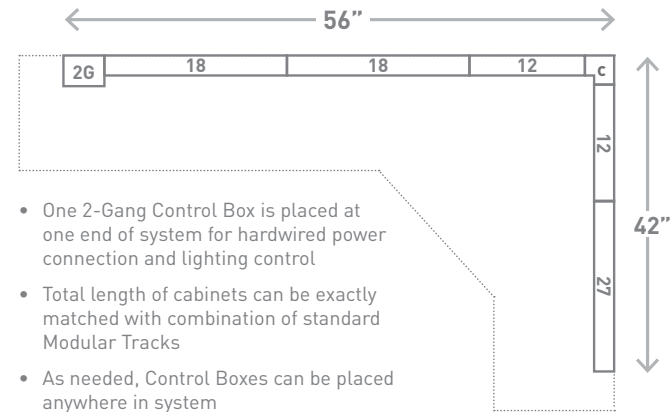 56”
2G 18 18 12 c
12
42”
27
• One 2-Gang Control Box is placed at
one end of system for hardwired power
connection and lighting control
• Total length of cabinets can be exactly
matched with combination of standard
Modular Tracks
• As needed, Control Boxes can be placed
anywhere in system